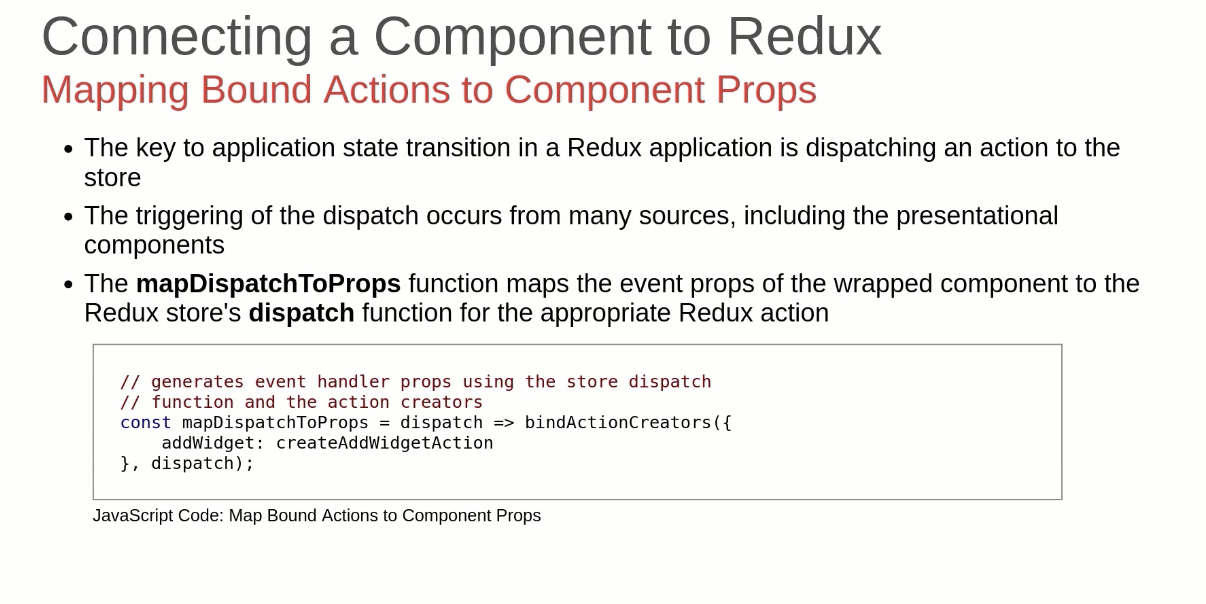 Connecting a Component to Redux
Mapping Bound Actions to Component Props
• The key to application state transition in a Redux application is dispatching an action to the
store
• The triggering of the dispatch occurs from many sources, including the presentational
components
• The mapDispatchToProps function maps the event props of the wrapped component to the
Redux store's dispatch function for the appropriate Redux action
// generates event handler props using the store dispatch
// function and the action creators
const mapDispatchToProps = dispatch => bindActionCreators({
    addWidget: createAddWidgetAction
}, dispatch);
JavaScript Code: Map Bound Actions to Component Props